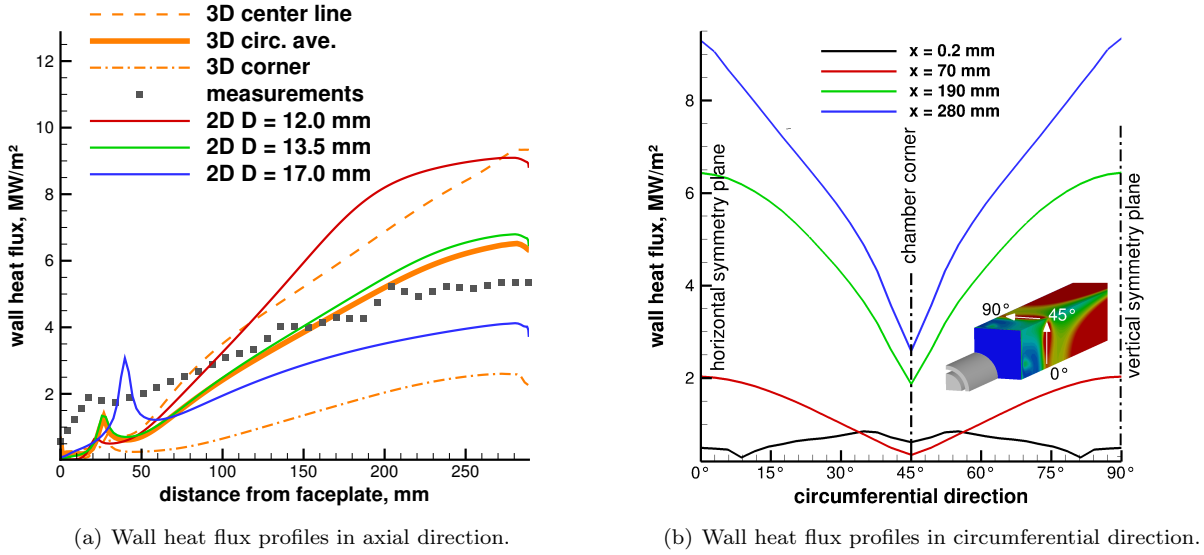 3D center line
3D circ. ave.
3D corner
measurements
2D D = 12.0 mm
2D D = 13.5 mm
2D D = 17.0 mm
wall heat flux, MW/m²
12
10
8
6
4
2
0
50
100
150
200
250
distance from faceplate, mm
(a) Wall heat flux profiles in axial direction.
x = 0.2 mm
x = 70 mm
x = 190 mm
x = 280 mm
wall heat flux, MW/m²
8
6
4
2
horizontal symmetry plane
chamber corner
vertical symmetry plane
90°
45°
0°
0°
15°
30°
45°
60°
75°
90°
circumferential direction
(b) Wall heat flux profiles in circumferential direction.